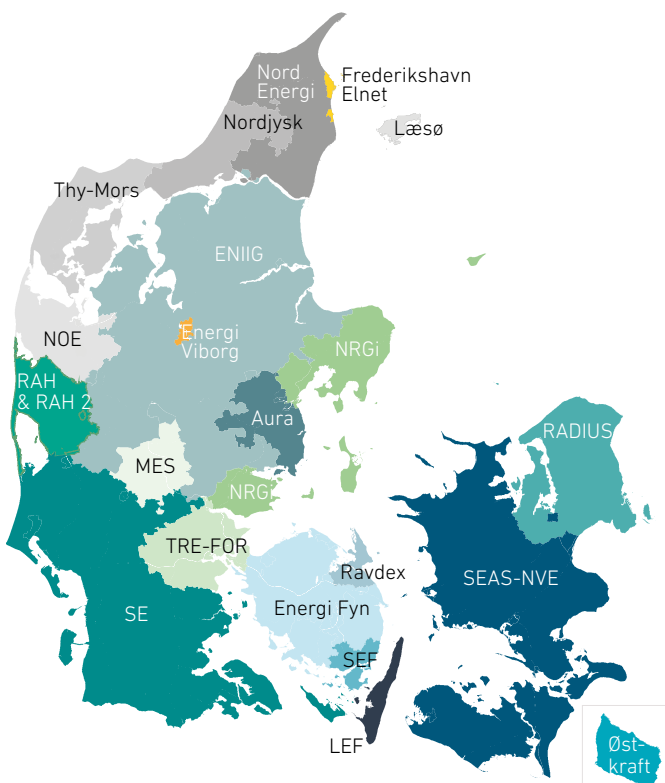 Nord
Energi
Frederikshavn
Elnet
Nordjysk
Læsø
Thy-Mors
ENIIG
Energi
Viborg
NOE
NRGi
RAH
& RAH 2
Aura
RADIUS
MES
NRGi
TRE-FOR
Ravdex
SEAS-NVE
Energi Fyn
SE
SEF
LEF
Øst-
kraft